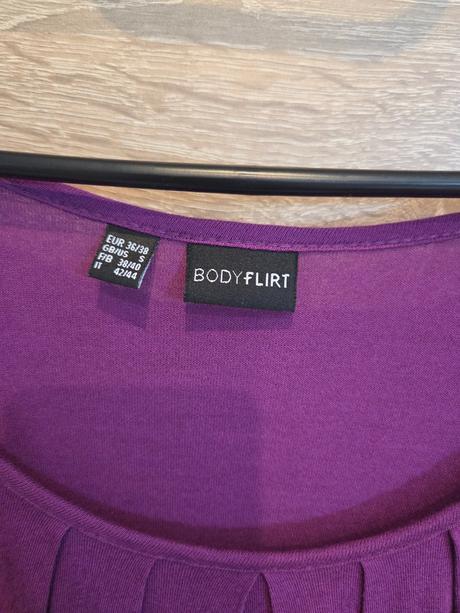 EUR 36/38
GB/US S
F/B 38/40
IT 42/44
BODYFLIRT